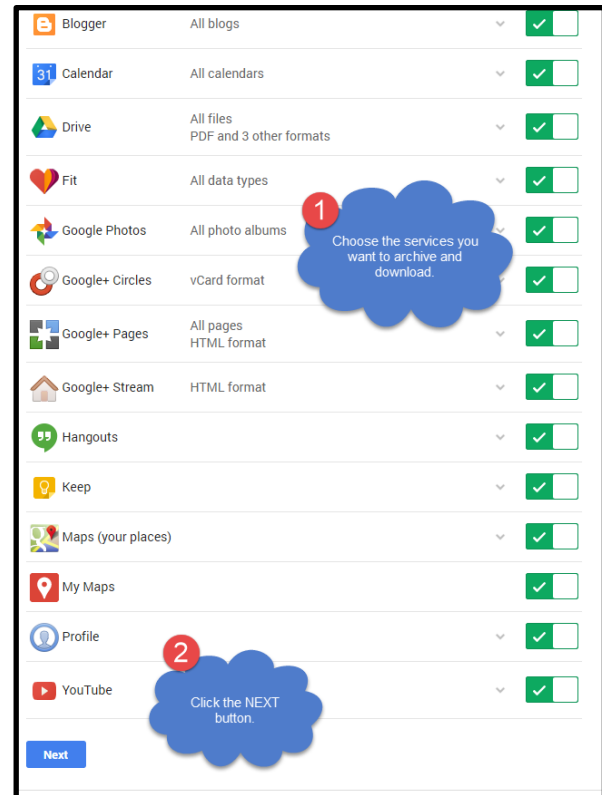 Blogger All blogs
31 Calendar All calendars
Drive All files
PDF and 3 other formats
Fit All data types
1
Google Photos All photo albums
Choose the services you
want to archive and
download.
Google+ Circles vCard format
Google+ Pages All pages
HTML format
Google+ Stream HTML format
Hangouts
Keep
Maps (your places)
My Maps
Profile
2
YouTube
Click the NEXT
button.
Next